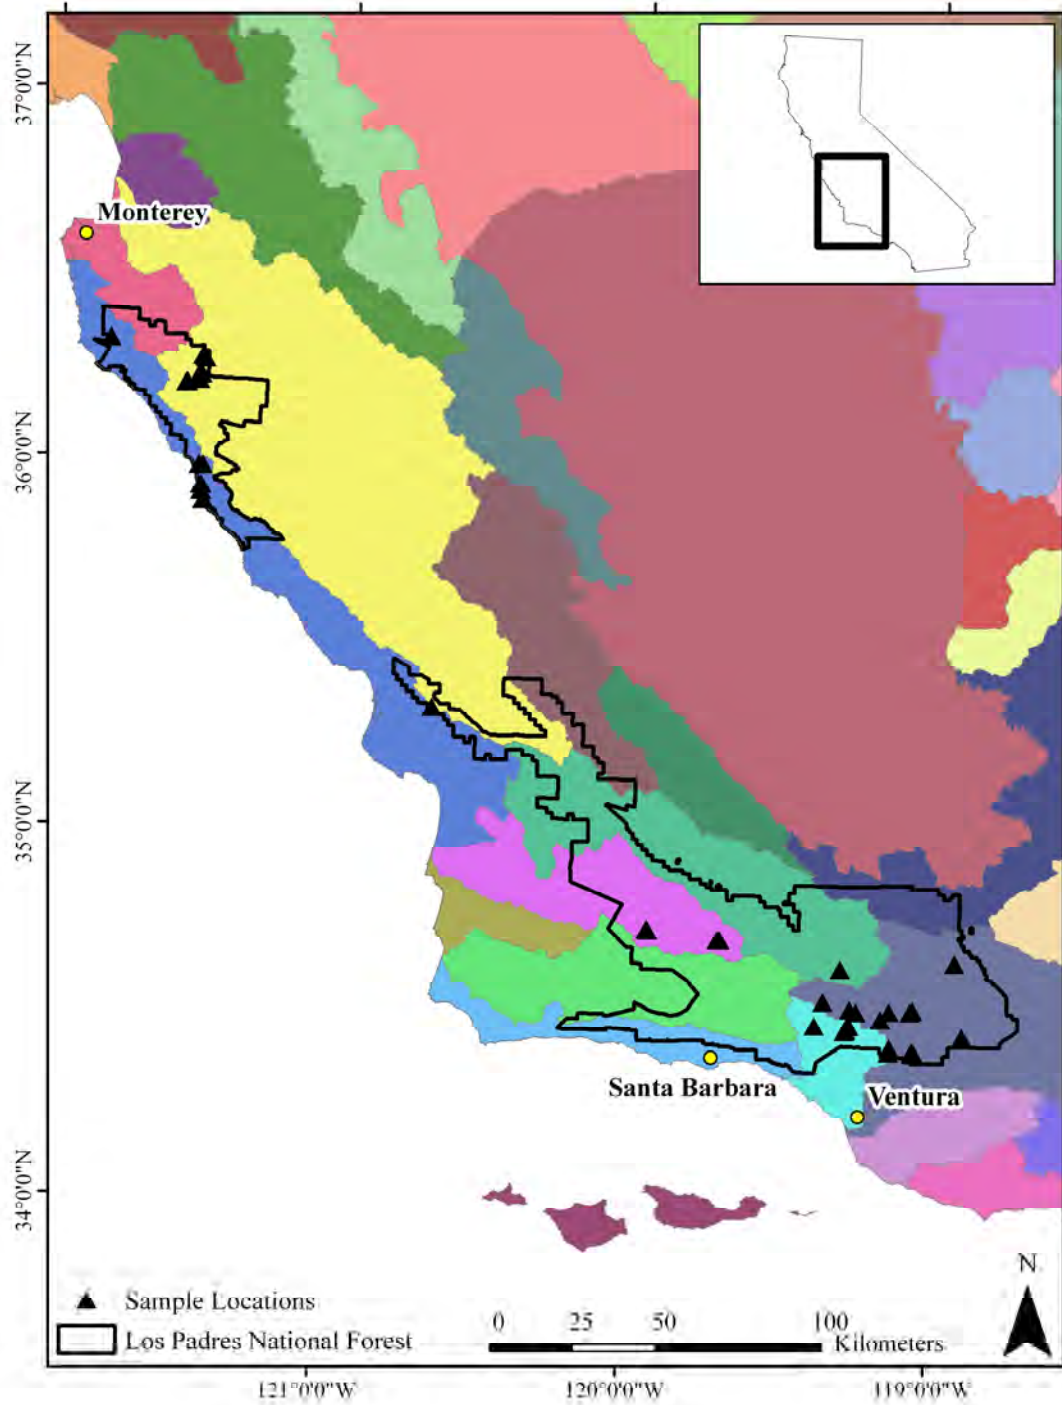 37°0'0"N
Monterey
36°0'0"N
35°0'0"N
Santa Barbara
Ventura
34°0'0"N
N
Sample Locations
Los Padres National Forest
0 25 50 100
Kilometers
121°0'0"W 120°0'0"W 119°0'0"W